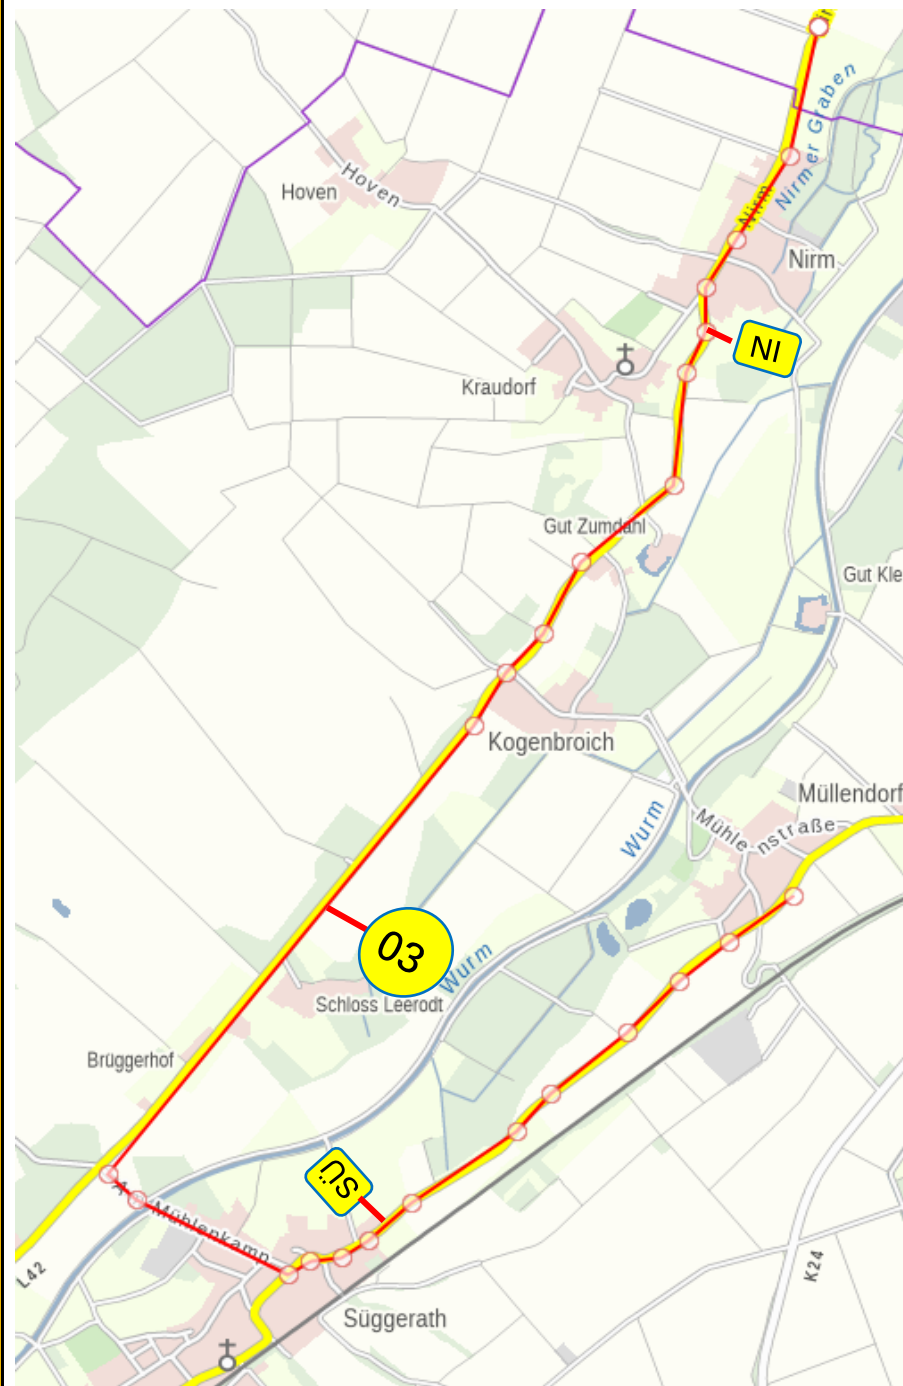 Nirmer Graben
Hoven
Hoven
Nirm
Nirm
NI
Kraudorf
Gut Zumdahl
Gut Kle
Kogenbroich
Müllendorf
Mühlenstraße
Wurm
03
Wurm
Schloss Leerodt
Brüggerhof
SÜ
Mühlenkamp
L42
K24
Süggerath